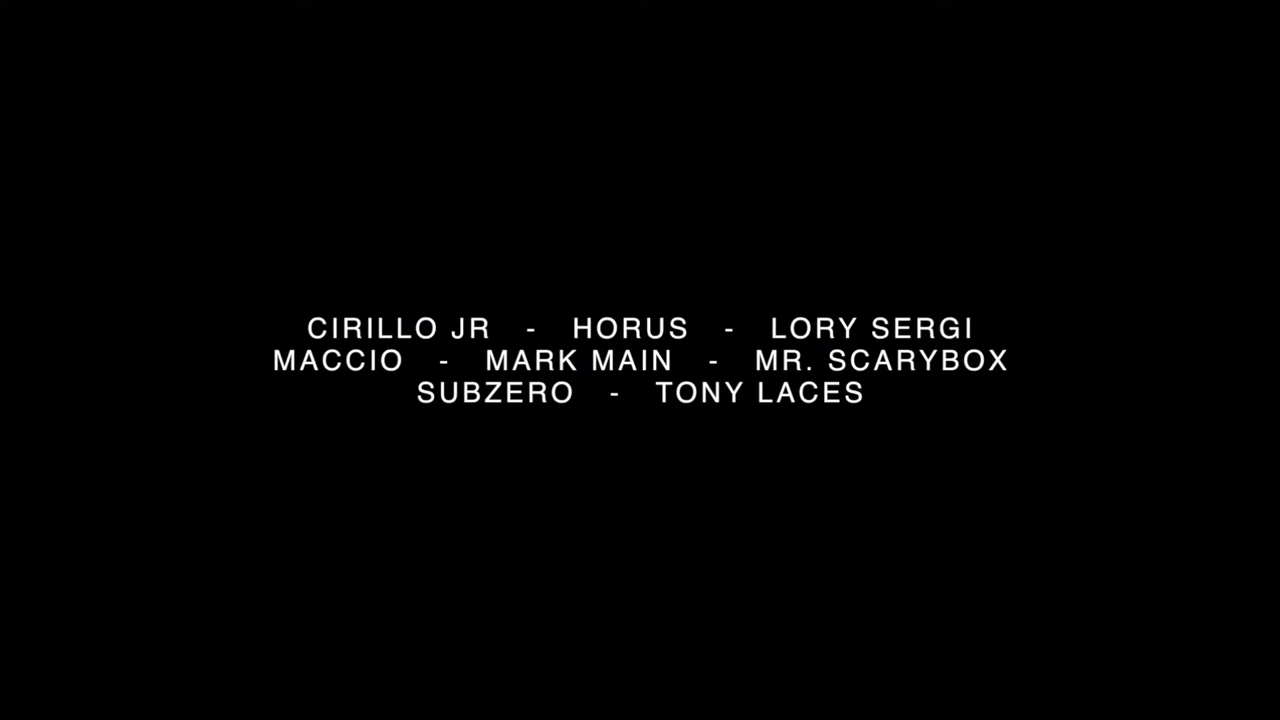 CIRILLO JR - HORUS - LORY SERGI
MACCIO - MARK MAIN - MR. SCARYBOX
SUBZERO - TONY LACES